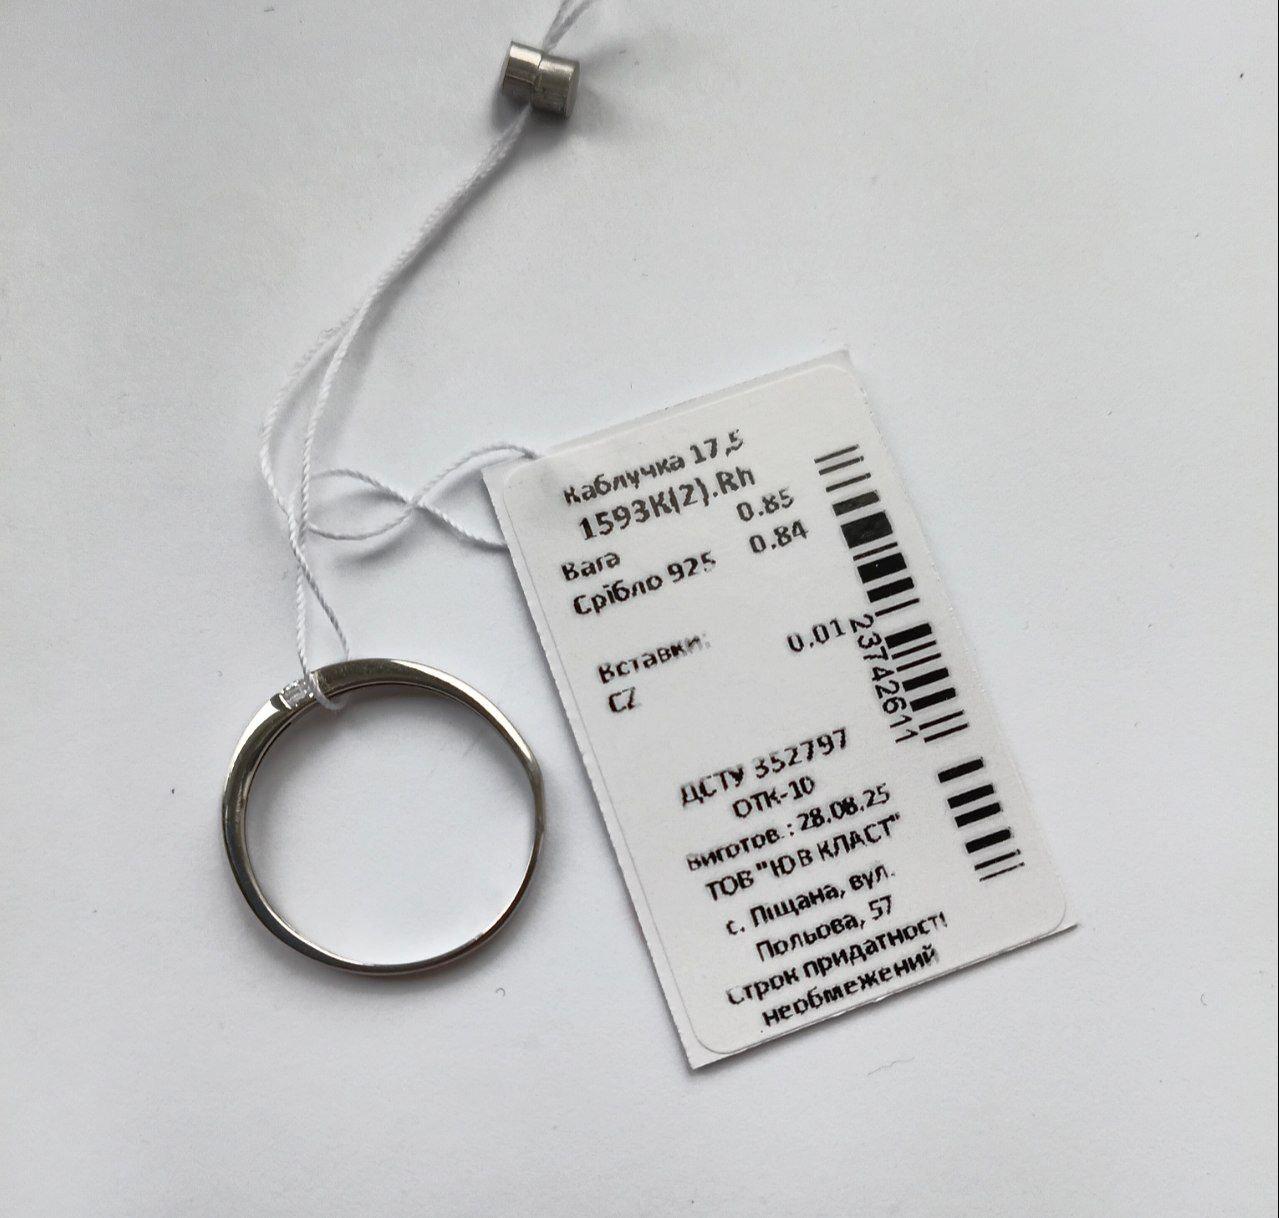 Каблучка 17,5
1593К(2).Rh
Вага 0.85
Срібло 925 0.84
Вставки: 0.01
CZ
ДСТУ 352797
ОТК-10
Виготов.: 28.08.25
ТОВ "ЮВ КЛАСТ"
с. Піщана, вул.
Польова, 57
Строк придатності
необмежений
23742611